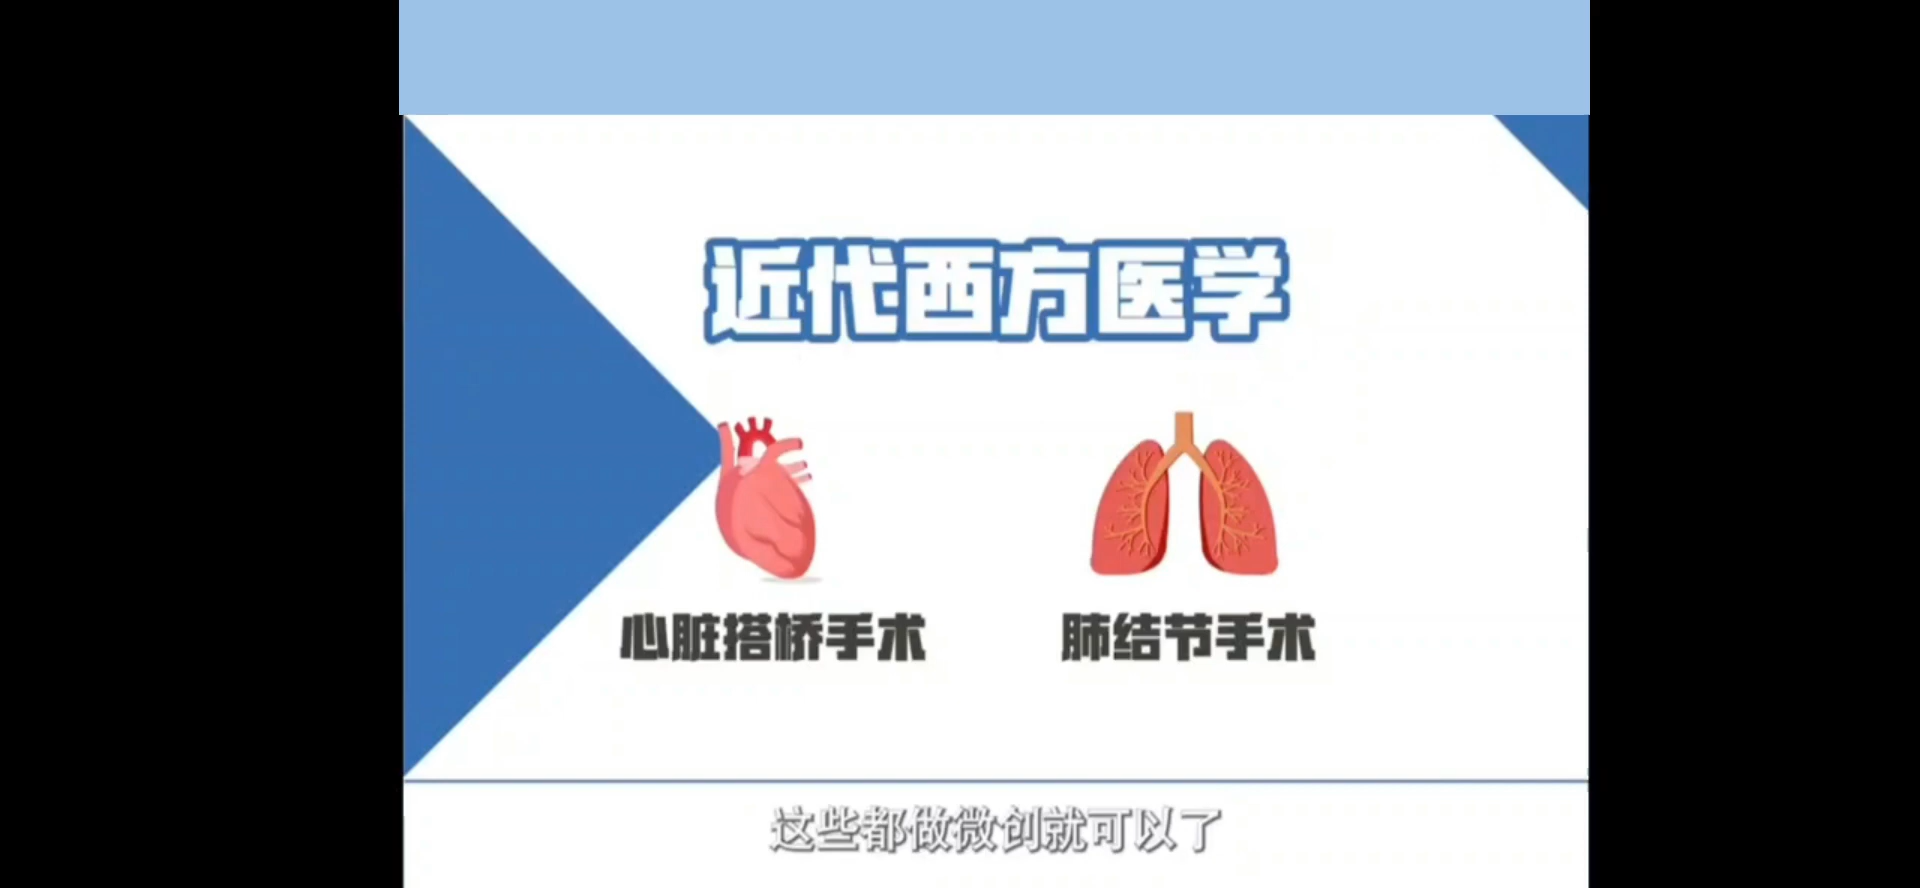 近代西方医学
心脏搭桥手术
肺结节手术
这些都做微创就可以了